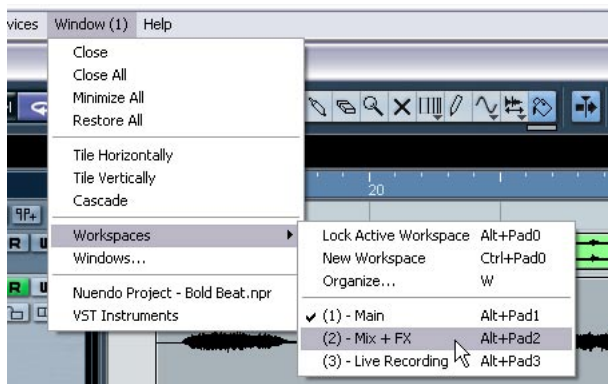 vices Window (1) Help
Close
Close All
Minimize All
Restore All
Tile Horizontally
Tile Vertically
Cascade
20
Workspaces
Windows...
Nuendo Project - Bold Beat.npr
VST Instruments
R U
R U
Lock Active Workspace Alt+Pad0
New Workspace Ctrl+Pad0
Organize... W
✓ (1) - Main Alt+Pad1
(2) - Mix + FX Alt+Pad2
(3) - Live Recording Alt+Pad3